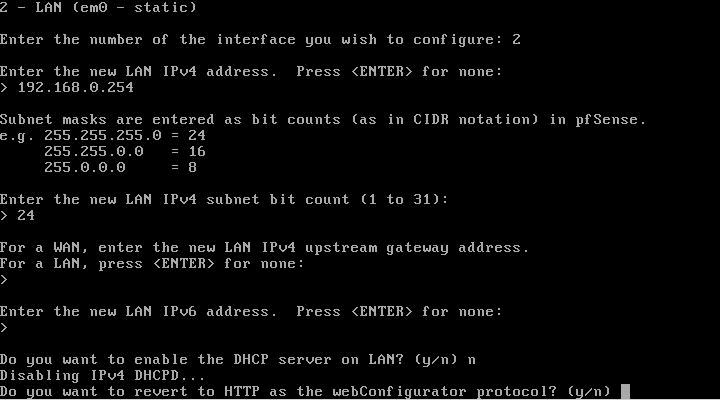 2 - LAN (em0 - static)
Enter the number of the interface you wish to configure: 2
Enter the new LAN IPv4 address.  Press <ENTER> for none:
> 192.168.0.254
Subnet masks are entered as bit counts (as in CIDR notation) in pfSense.
e.g. 255.255.255.0 = 24
     255.255.0.0   = 16
     255.0.0.0     = 8
Enter the new LAN IPv4 subnet bit count (1 to 31):
> 24
For a WAN, enter the new LAN IPv4 upstream gateway address.
For a LAN, press <ENTER> for none:
>
Enter the new LAN IPv6 address.  Press <ENTER> for none:
>
Do you want to enable the DHCP server on LAN? (y/n) n
Disabling IPv4 DHCPD...
Do you want to revert to HTTP as the webConfigurator protocol? (y/n)